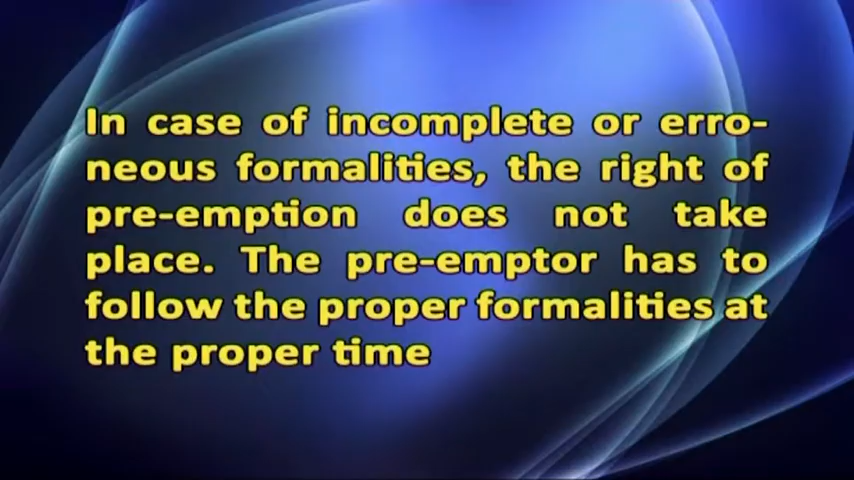 In case of incomplete or erro-
neous formalities, the right of
pre-emption does not take
place. The pre-emptor has to
follow the proper formalities at
the proper time